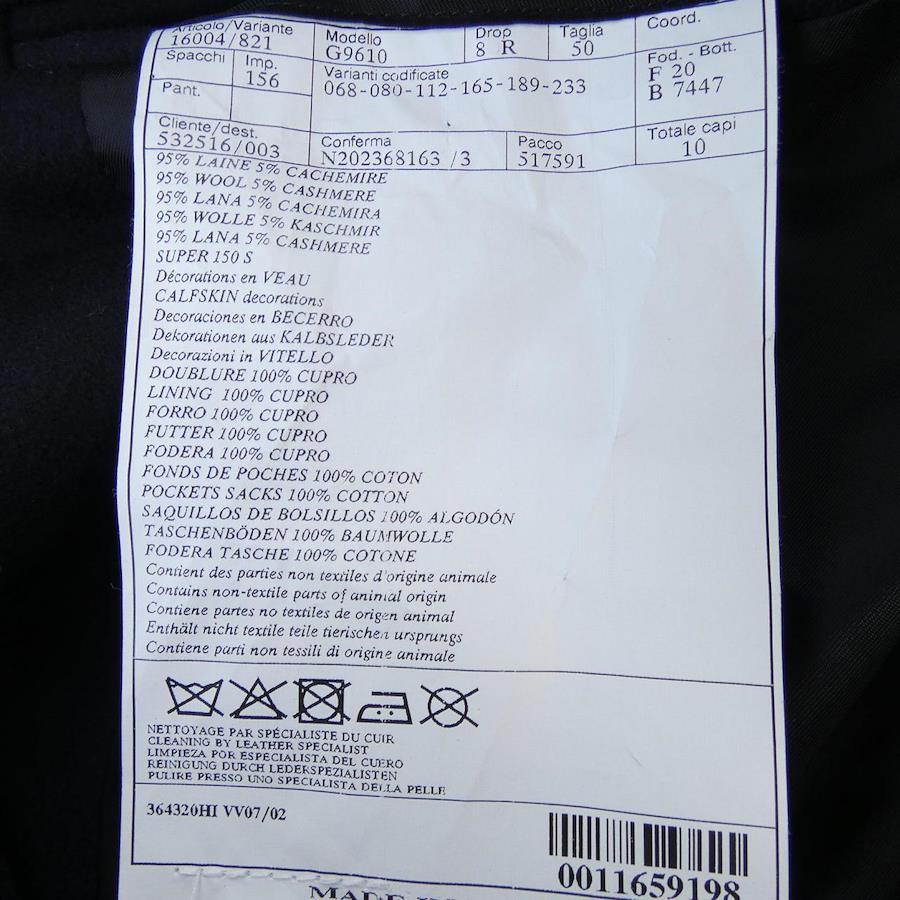 Articolo/Variante Modello Drop Taglia Coord.
16004/821 G9610 8 R 50
Spacchi Imp. Varianti codificate Fod. - Bott.
156 068-080-112-165-189-233 F 20
Pant. B 7447
Cliente/dest. Conferma Pacco Totale capi
532516/003 N202368163 /3 517591 10
95% LAINE 5% CACHEMIRE
95% WOOL 5% CASHMERE
95% LANA 5% CACHEMIRA
95% WOLLE 5% KASCHMIR
95% LANA 5% CASHMERE
SUPER 150 S
Décorations en VEAU
CALFSKIN decorations
Decoraciones en BECERRO
Dekorationen aus KALBSLEDER
Decorazioni in VITELLO
DOUBLURE 100% CUPRO
LINING 100% CUPRO
FORRO 100% CUPRO
FUTTER 100% CUPRO
FODERA 100% CUPRO
FONDS DE POCHES 100% COTON
POCKETS SACKS 100% COTTON
SAQUILLOS DE BOLSILLOS 100% ALGODÓN
TASCHENBÖDEN 100% BAUMWOLLE
FODERA TASCHE 100% COTONE
Contient des parties non textiles d'origine animale
Contains non-textile parts of animal origin
Contiene partes no textiles de origen animal
Enthält nicht textile teile tierischen ursprungs
Contiene parti non tessili di origine animale
NETTOYAGE PAR SPÉCIALISTE DU CUIR
CLEANING BY LEATHER SPECIALIST
LIMPIEZA POR ESPECIALISTA DEL CUERO
REINIGUNG DURCH LEDERSPEZIALISTEN
PULIRE PRESSO UNO SPECIALISTA DELLA PELLE
364320HI VV07/02
0011659198
MADE IN